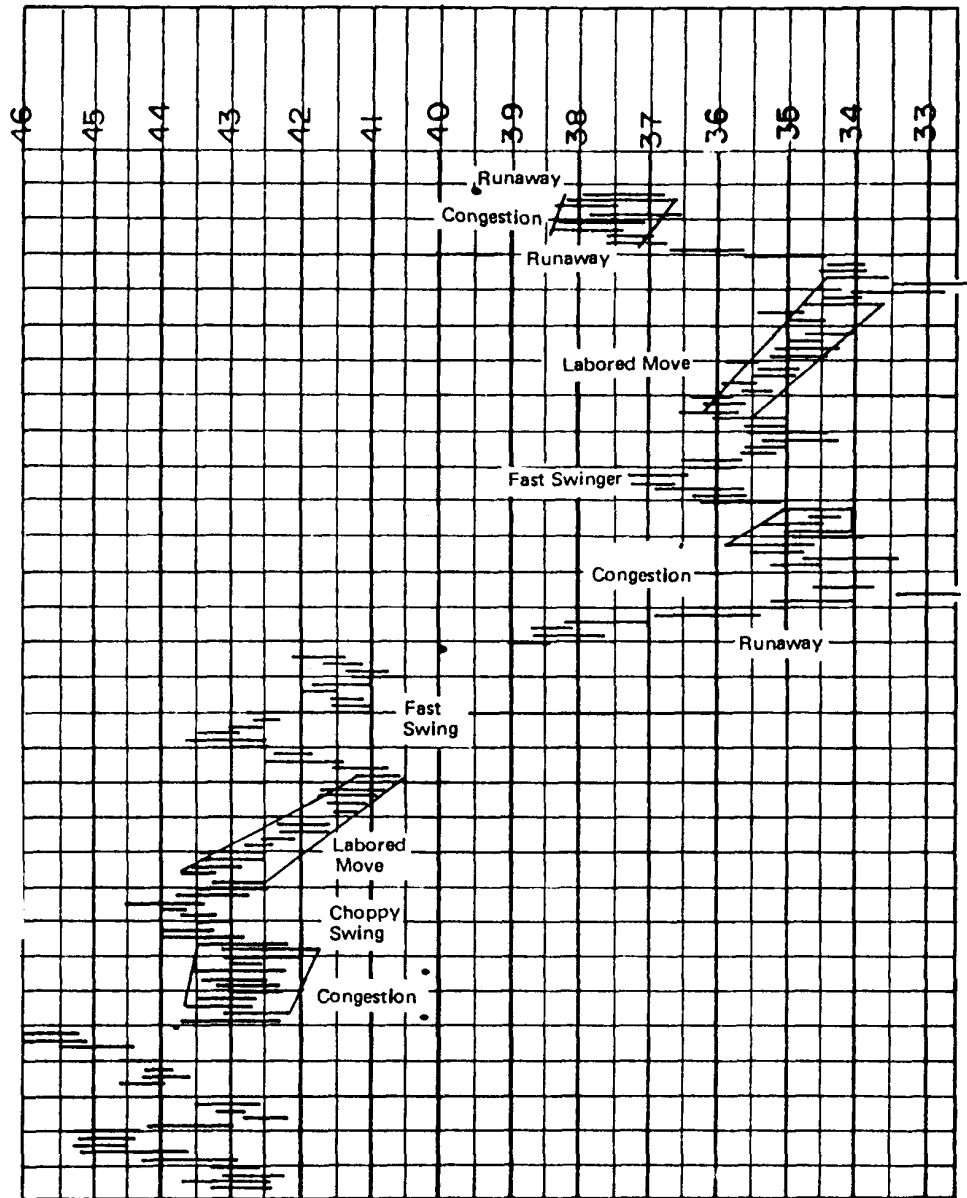 46
45
44
43
42
41
40
39
38
37
36
35
34
33
Runaway
Congestion
Runaway
Labored Move
Fast Swinger
Congestion
Runaway
Fast
Swing
Labored
Move
Choppy
Swing
Congestion